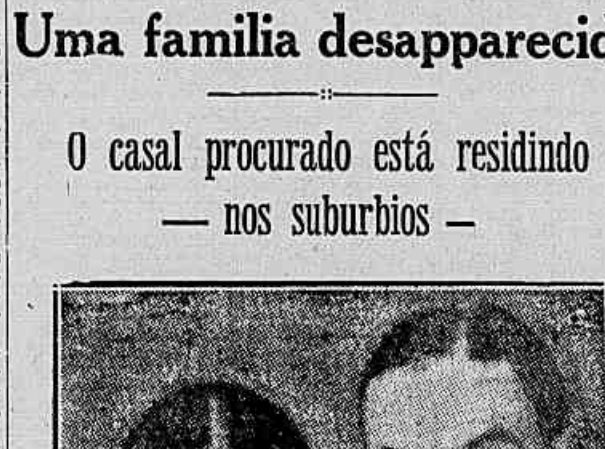 Uma familia desapparecid
O casal procurado está residindo
— nos suburbios —